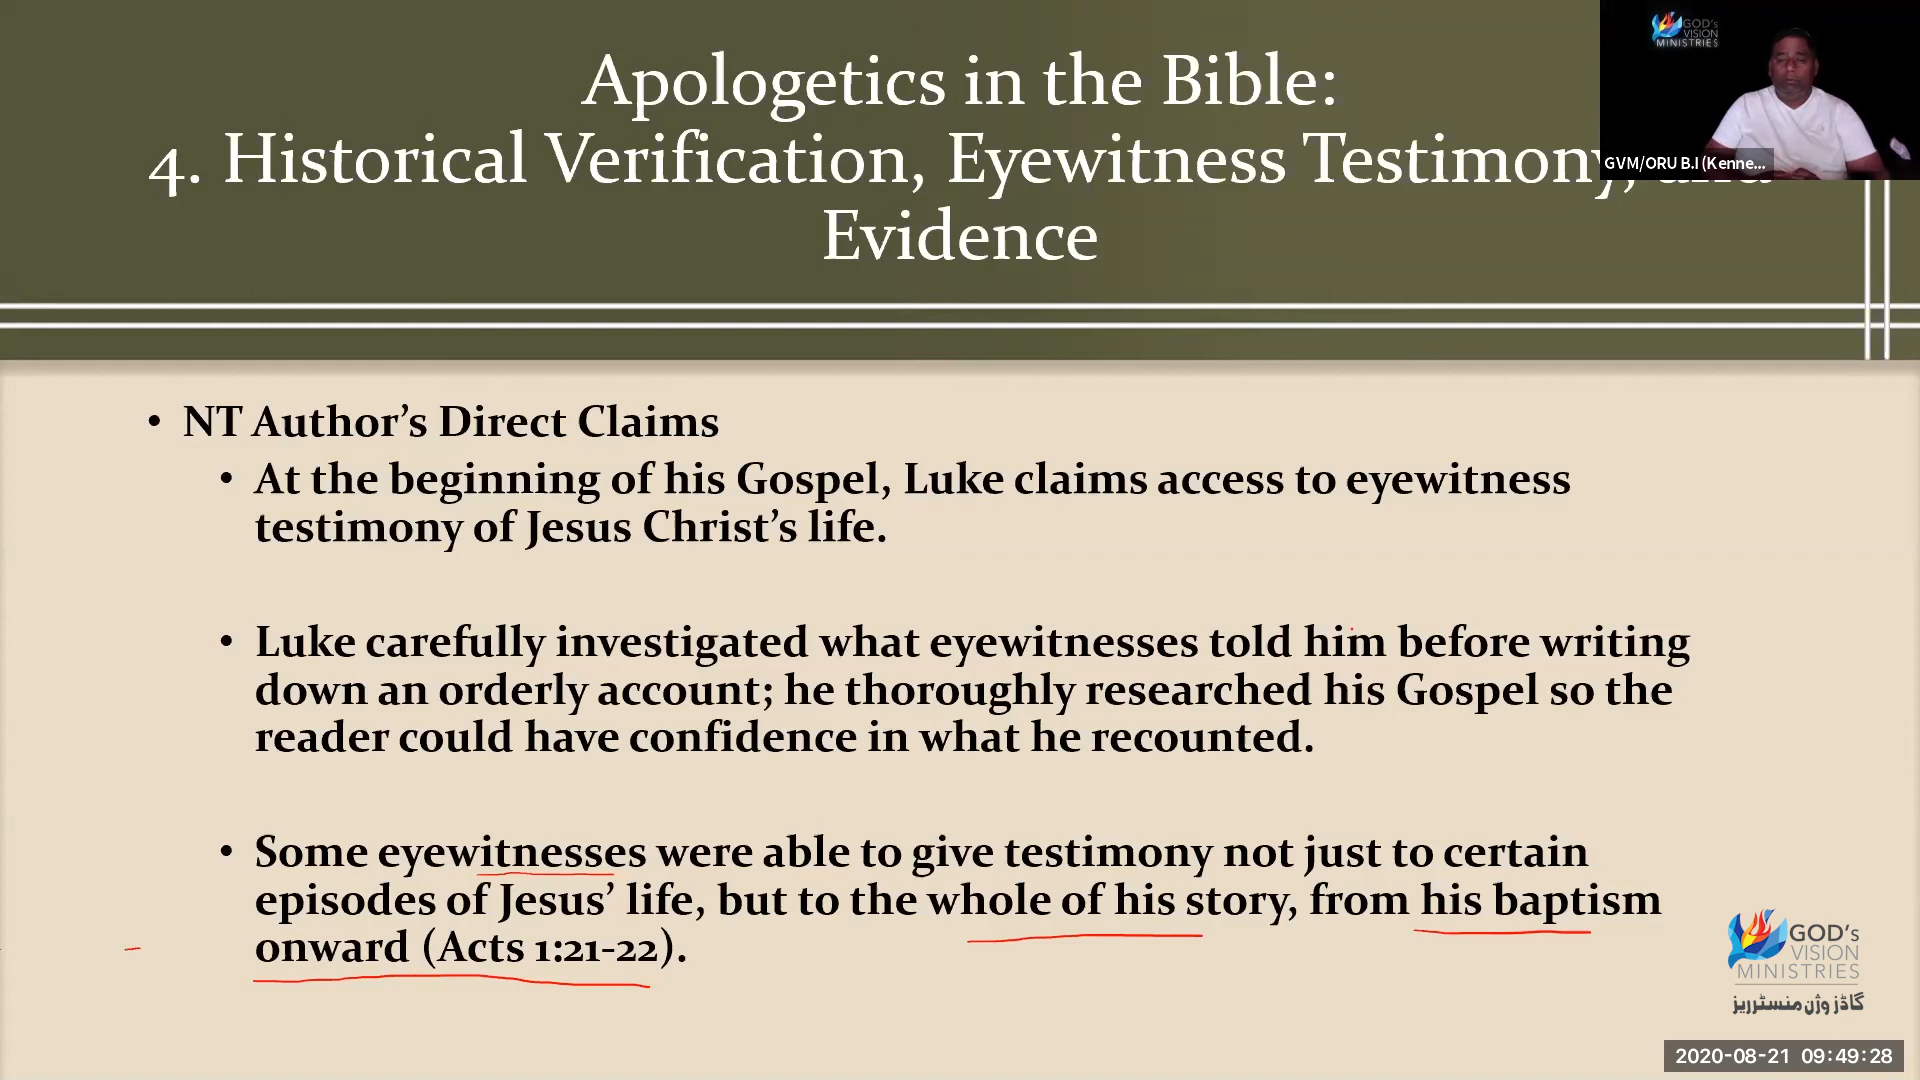 Apologetics in the Bible:
4. Historical Verification, Eyewitness Testimony, and
Evidence
GOD's
VISION
MINISTRIES
GVM/ORU B.I (Kenne...
• NT Author’s Direct Claims
• At the beginning of his Gospel, Luke claims access to eyewitness
testimony of Jesus Christ’s life.
• Luke carefully investigated what eyewitnesses told him before writing
down an orderly account; he thoroughly researched his Gospel so the
reader could have confidence in what he recounted.
• Some eyewitnesses were able to give testimony not just to certain
episodes of Jesus’ life, but to the whole of his story, from his baptism
onward (Acts 1:21-22).
GOD's
VISION
MINISTRIES
گاڈز وژن منسٹریز
2020-08-21 09:49:28